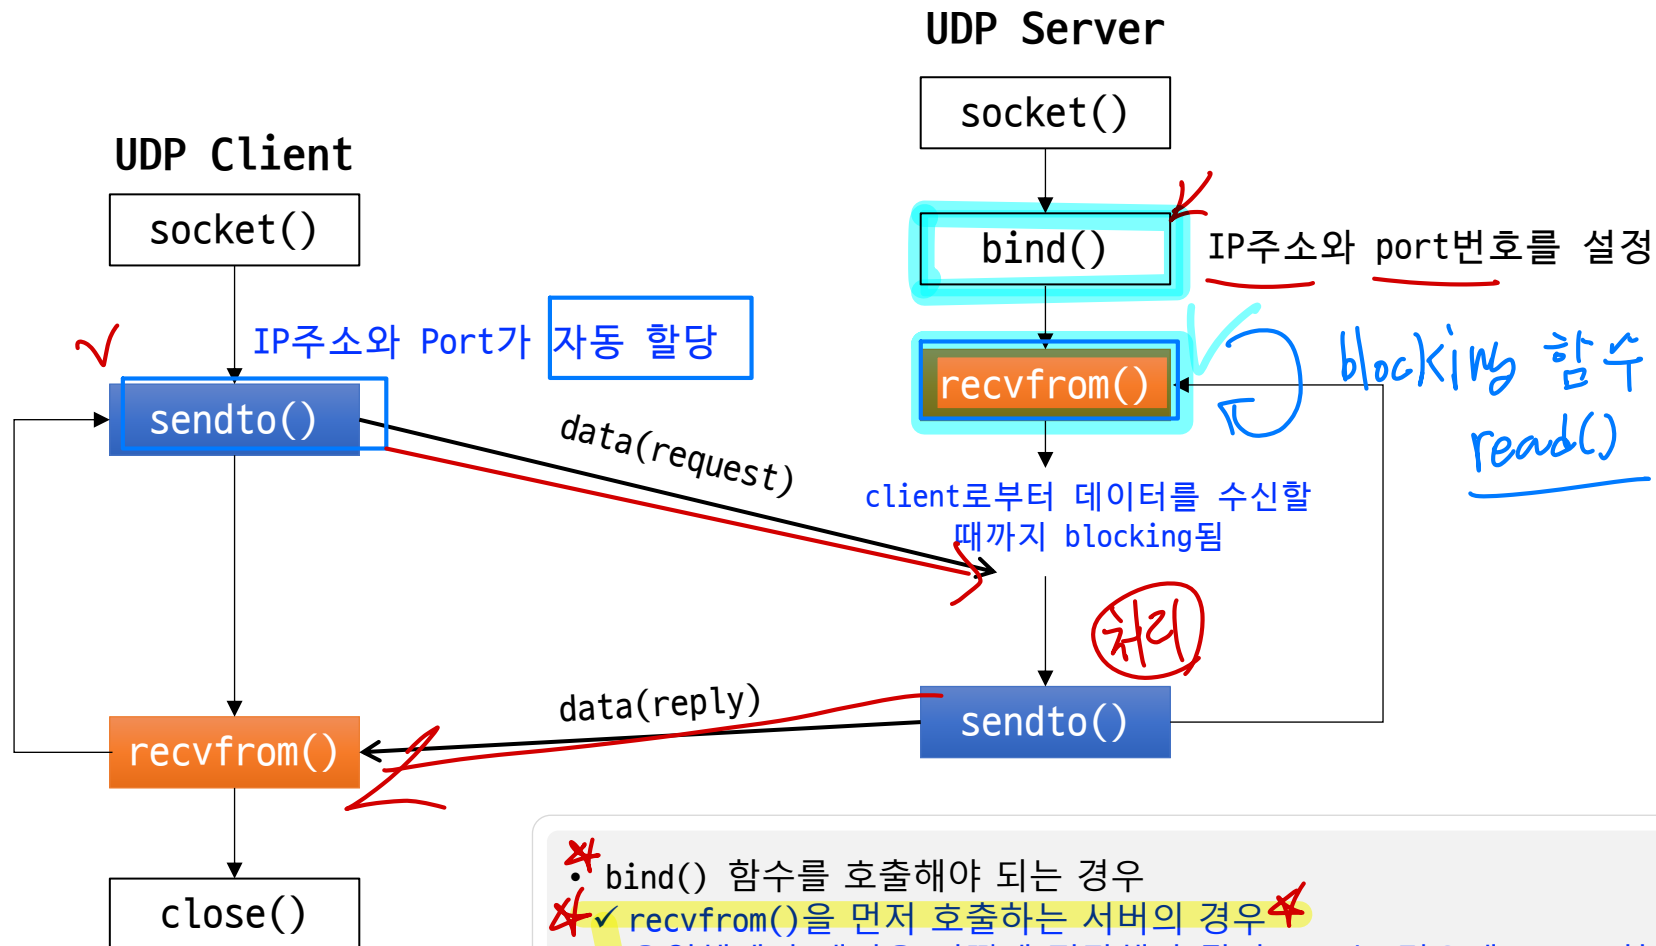 UDP Server
socket()
UDP Client
socket()
bind()
IP주소와 port번호를 설정
IP주소와 Port가 자동 할당
recvfrom()
blocking 함수
read()
sendto()
data(request)
client로부터 데이터를 수신할
때까지 blocking됨
처리
data(reply)
sendto()
recvfrom()
• bind() 함수를 호출해야 되는 경우
close()
✓ recvfrom()을 먼저 호출하는 서버의 경우